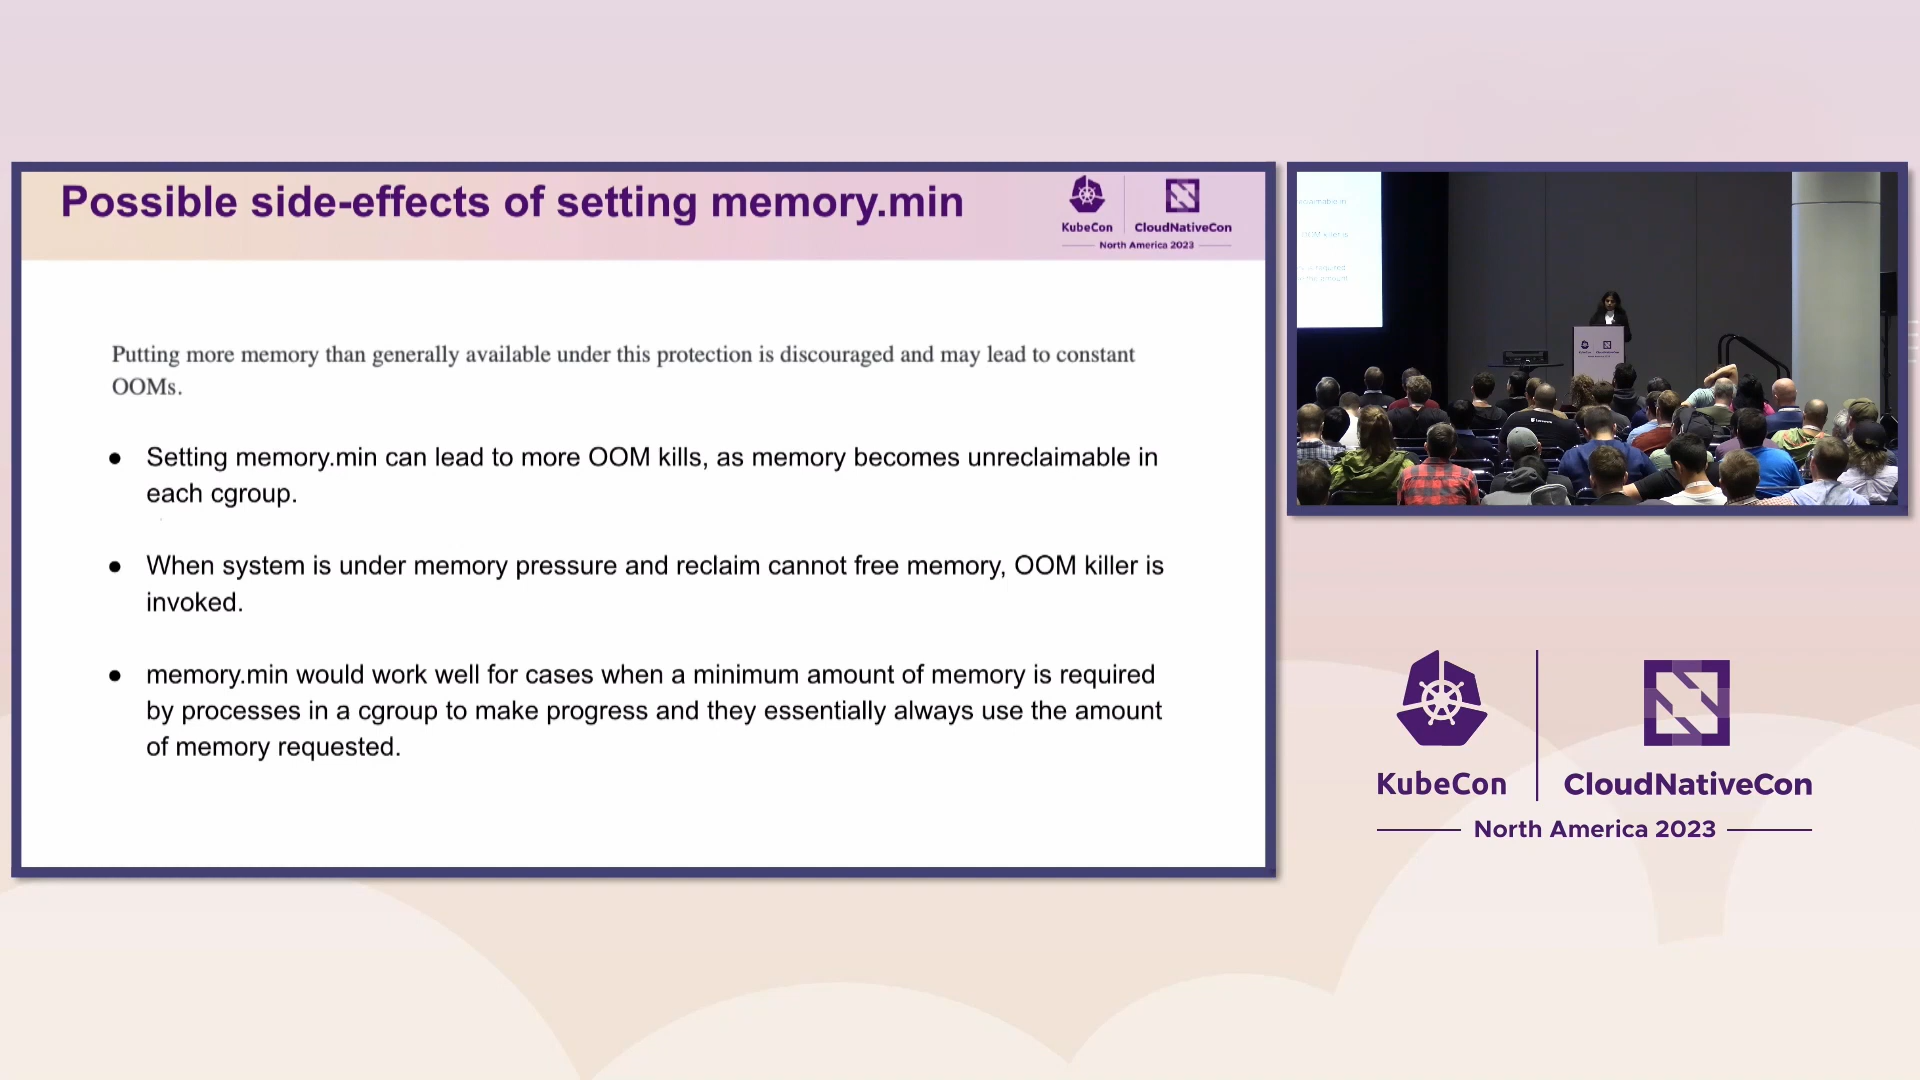 Possible side-effects of setting memory.min
KubeCon
CloudNativeCon
North America 2023
Putting more memory than generally available under this protection is discouraged and may lead to constant
OOMs.
● Setting memory.min can lead to more OOM kills, as memory becomes unreclaimable in
each cgroup.
● When system is under memory pressure and reclaim cannot free memory, OOM killer is
invoked.
● memory.min would work well for cases when a minimum amount of memory is required
by processes in a cgroup to make progress and they essentially always use the amount
of memory requested.
KubeCon
CloudNativeCon
North America 2023